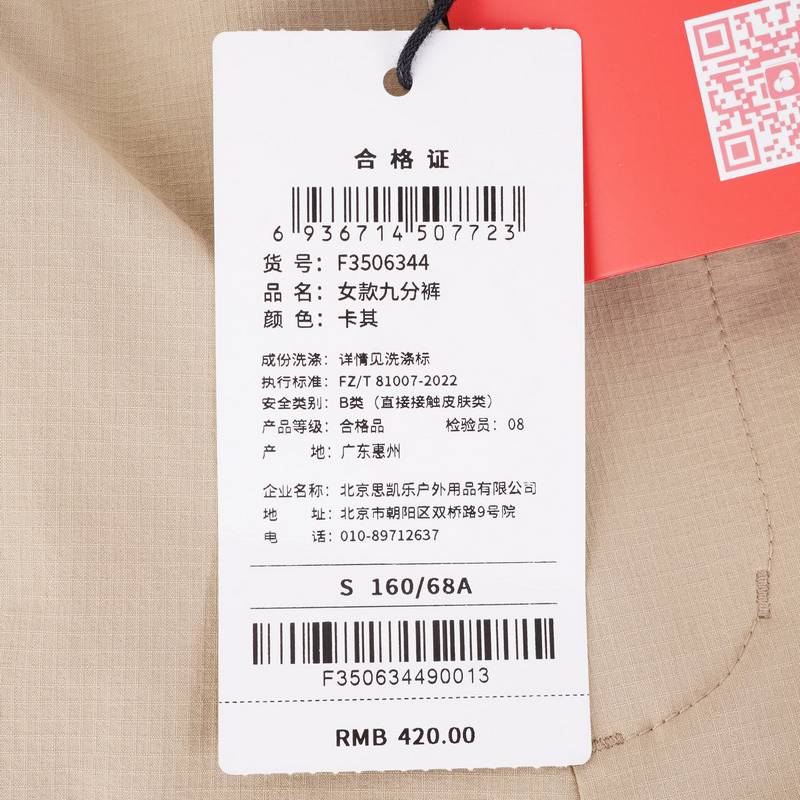 合格证
6 936714 507723
货 号: F3506344
品 名: 女款九分裤
颜 色: 卡其
成份洗涤: 详情见洗涤标
执行标准: FZ/T 81007-2022
安全类别: B类（直接接触皮肤类）
产品等级: 合格品 检验员: 08
产 地: 广东惠州
企业名称: 北京思凯乐户外用品有限公司
地 址: 北京市朝阳区双桥路9号院
电 话: 010-89712637
S 160/68A
F350634490013
RMB 420.00